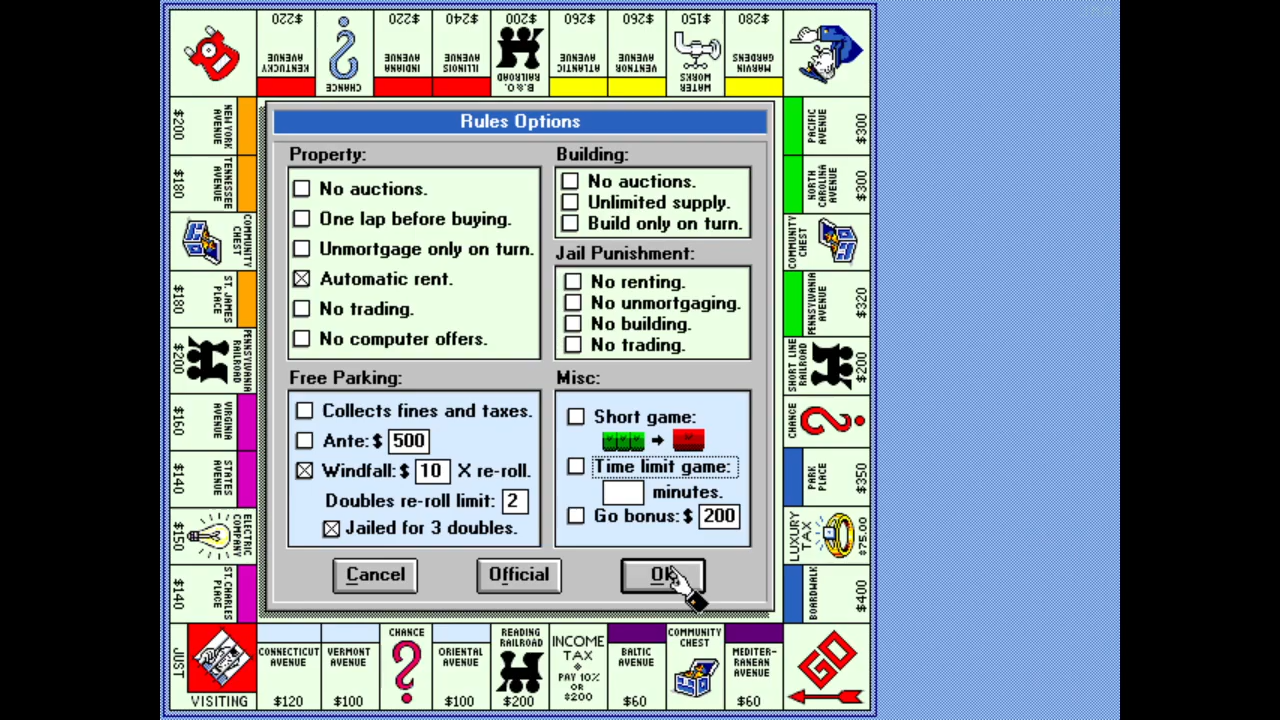 $220
$220
$240
$200
$260
$260
$150
$280
KENTUCKY
AVENUE
CHANCE
INDIANA
AVENUE
ILLINOIS
AVENUE
B.&O.
RAILROAD
ATLANTIC
AVENUE
VENTNOR
AVENUE
WATER
WORKS
MARVIN
GARDENS
NEW YORK
AVENUE
$200
TENNESSEE
AVENUE
$180
COMMUNITY
CHEST
ST. JAMES
PLACE
$180
PENNSYLVANIA
RAILROAD
$200
VIRGINIA
AVENUE
$160
STATES
AVENUE
$140
ELECTRIC
COMPANY
$150
ST. CHARLES
PLACE
$140
Rules Options
Property:
No auctions.
One lap before buying.
Unmortgage only on turn.
Automatic rent.
No trading.
No computer offers.
Building:
No auctions.
Unlimited supply.
Build only on turn.
Jail Punishment:
No renting.
No unmortgaging.
No building.
No trading.
Free Parking:
Collects fines and taxes.
Ante: $ 500
Windfall: $ 10 X re-roll.
Doubles re-roll limit: 2
Jailed for 3 doubles.
Misc:
Short game:
Time limit game:
minutes.
Go bonus: $ 200
Cancel
Official
Ok
PACIFIC
AVENUE
$300
NORTH
CAROLINA
AVENUE
$300
COMMUNITY
CHEST
PENNSYLVANIA
AVENUE
$320
SHORT LINE
RAILROAD
$200
CHANCE
PARK
PLACE
$350
LUXURY
TAX
$75.00
BOARDWALK
$400
JUST
VISITING
CONNECTICUT
AVENUE
$120
VERMONT
AVENUE
$100
CHANCE
ORIENTAL
AVENUE
$100
READING
RAILROAD
$200
INCOME
TAX
PAY 10%
OR
$200
BALTIC
AVENUE
$60
COMMUNITY
CHEST
MEDITER-
RANEAN
AVENUE
$60
GO